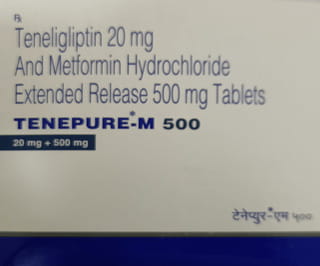 Rx
Teneligliptin 20 mg
And Metformin Hydrochloride
Extended Release 500 mg Tablets
TENEPURE*-M 500
20 mg + 500 mg
टेनेप्युर*-एम ५००